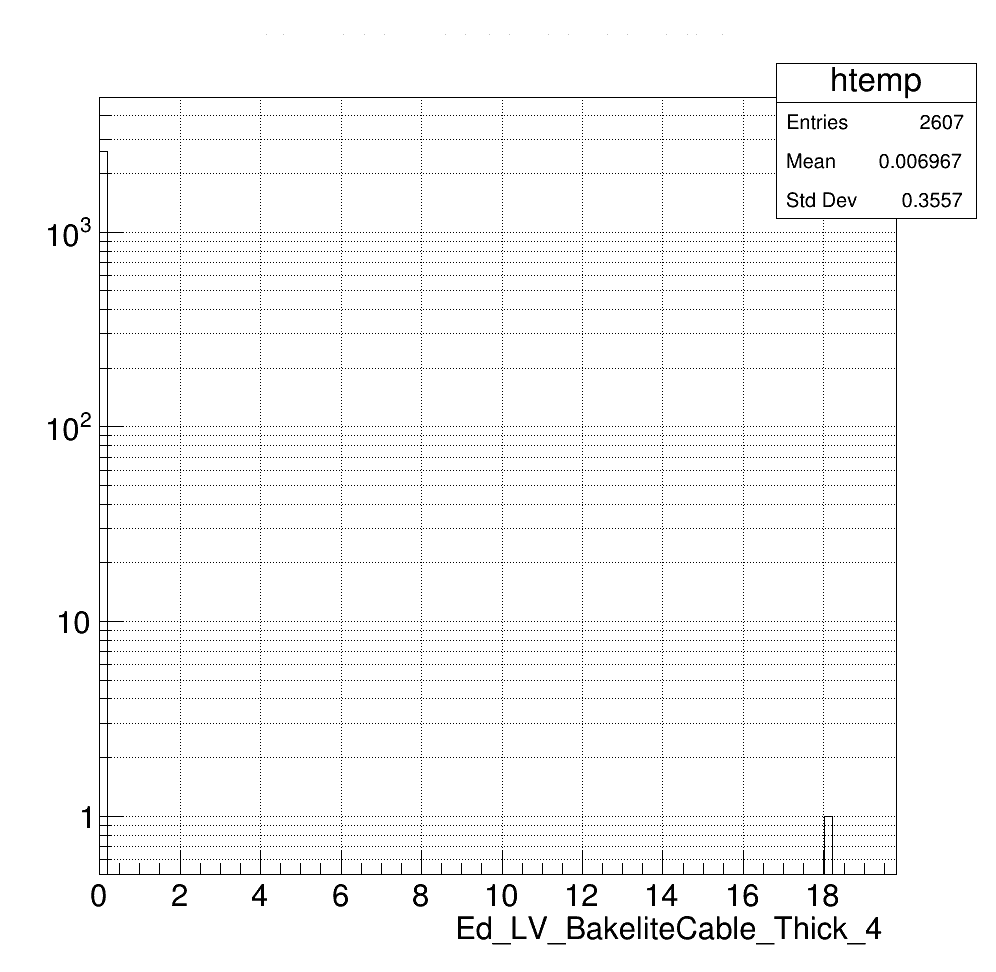 htemp
Entries 2607
Mean 0.006967
Std Dev 0.3557
10³
10²
10
1
0 2 4 6 8 10 12 14 16 18
Ed_LV_BakeliteCable_Thick_4